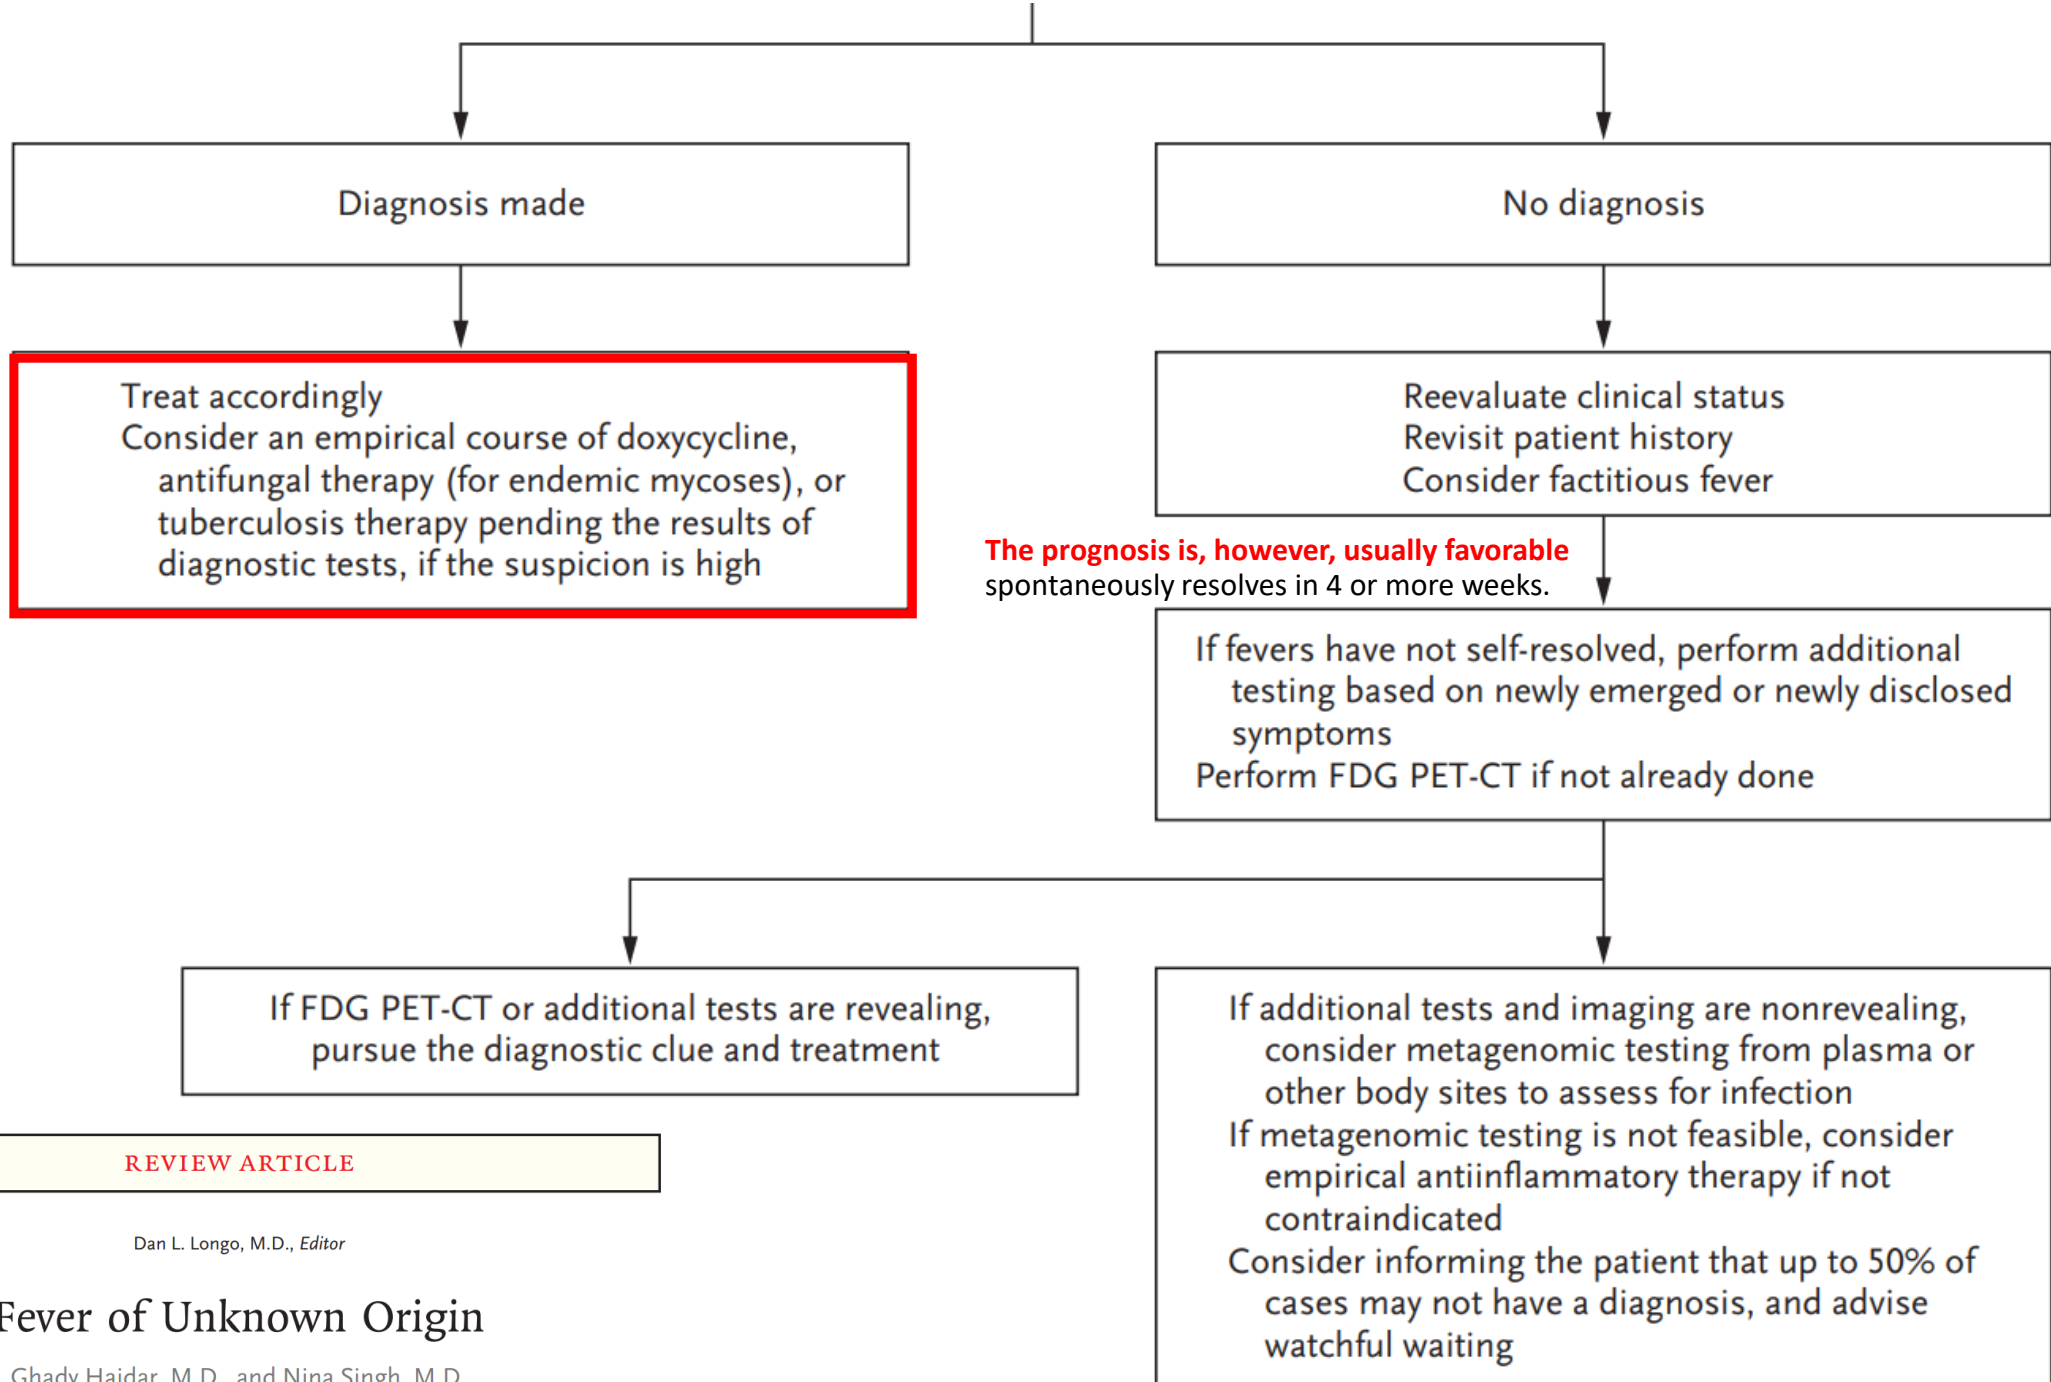 Diagnosis made
No diagnosis
Treat accordingly
Consider an empirical course of doxycycline,
antifungal therapy (for endemic mycoses), or
tuberculosis therapy pending the results of
diagnostic tests, if the suspicion is high
Reevaluate clinical status
Revisit patient history
Consider factitious fever
The prognosis is, however, usually favorable
spontaneously resolves in 4 or more weeks.
If fevers have not self-resolved, perform additional
testing based on newly emerged or newly disclosed
symptoms
Perform FDG PET-CT if not already done
If FDG PET-CT or additional tests are revealing,
pursue the diagnostic clue and treatment
If additional tests and imaging are nonrevealing,
consider metagenomic testing from plasma or
other body sites to assess for infection
If metagenomic testing is not feasible, consider
empirical antiinflammatory therapy if not
contraindicated
Consider informing the patient that up to 50% of
cases may not have a diagnosis, and advise
watchful waiting
REVIEW ARTICLE
Dan L. Longo, M.D., Editor
Fever of Unknown Origin
Ghady Haidar, M.D., and Nina Singh, M.D.